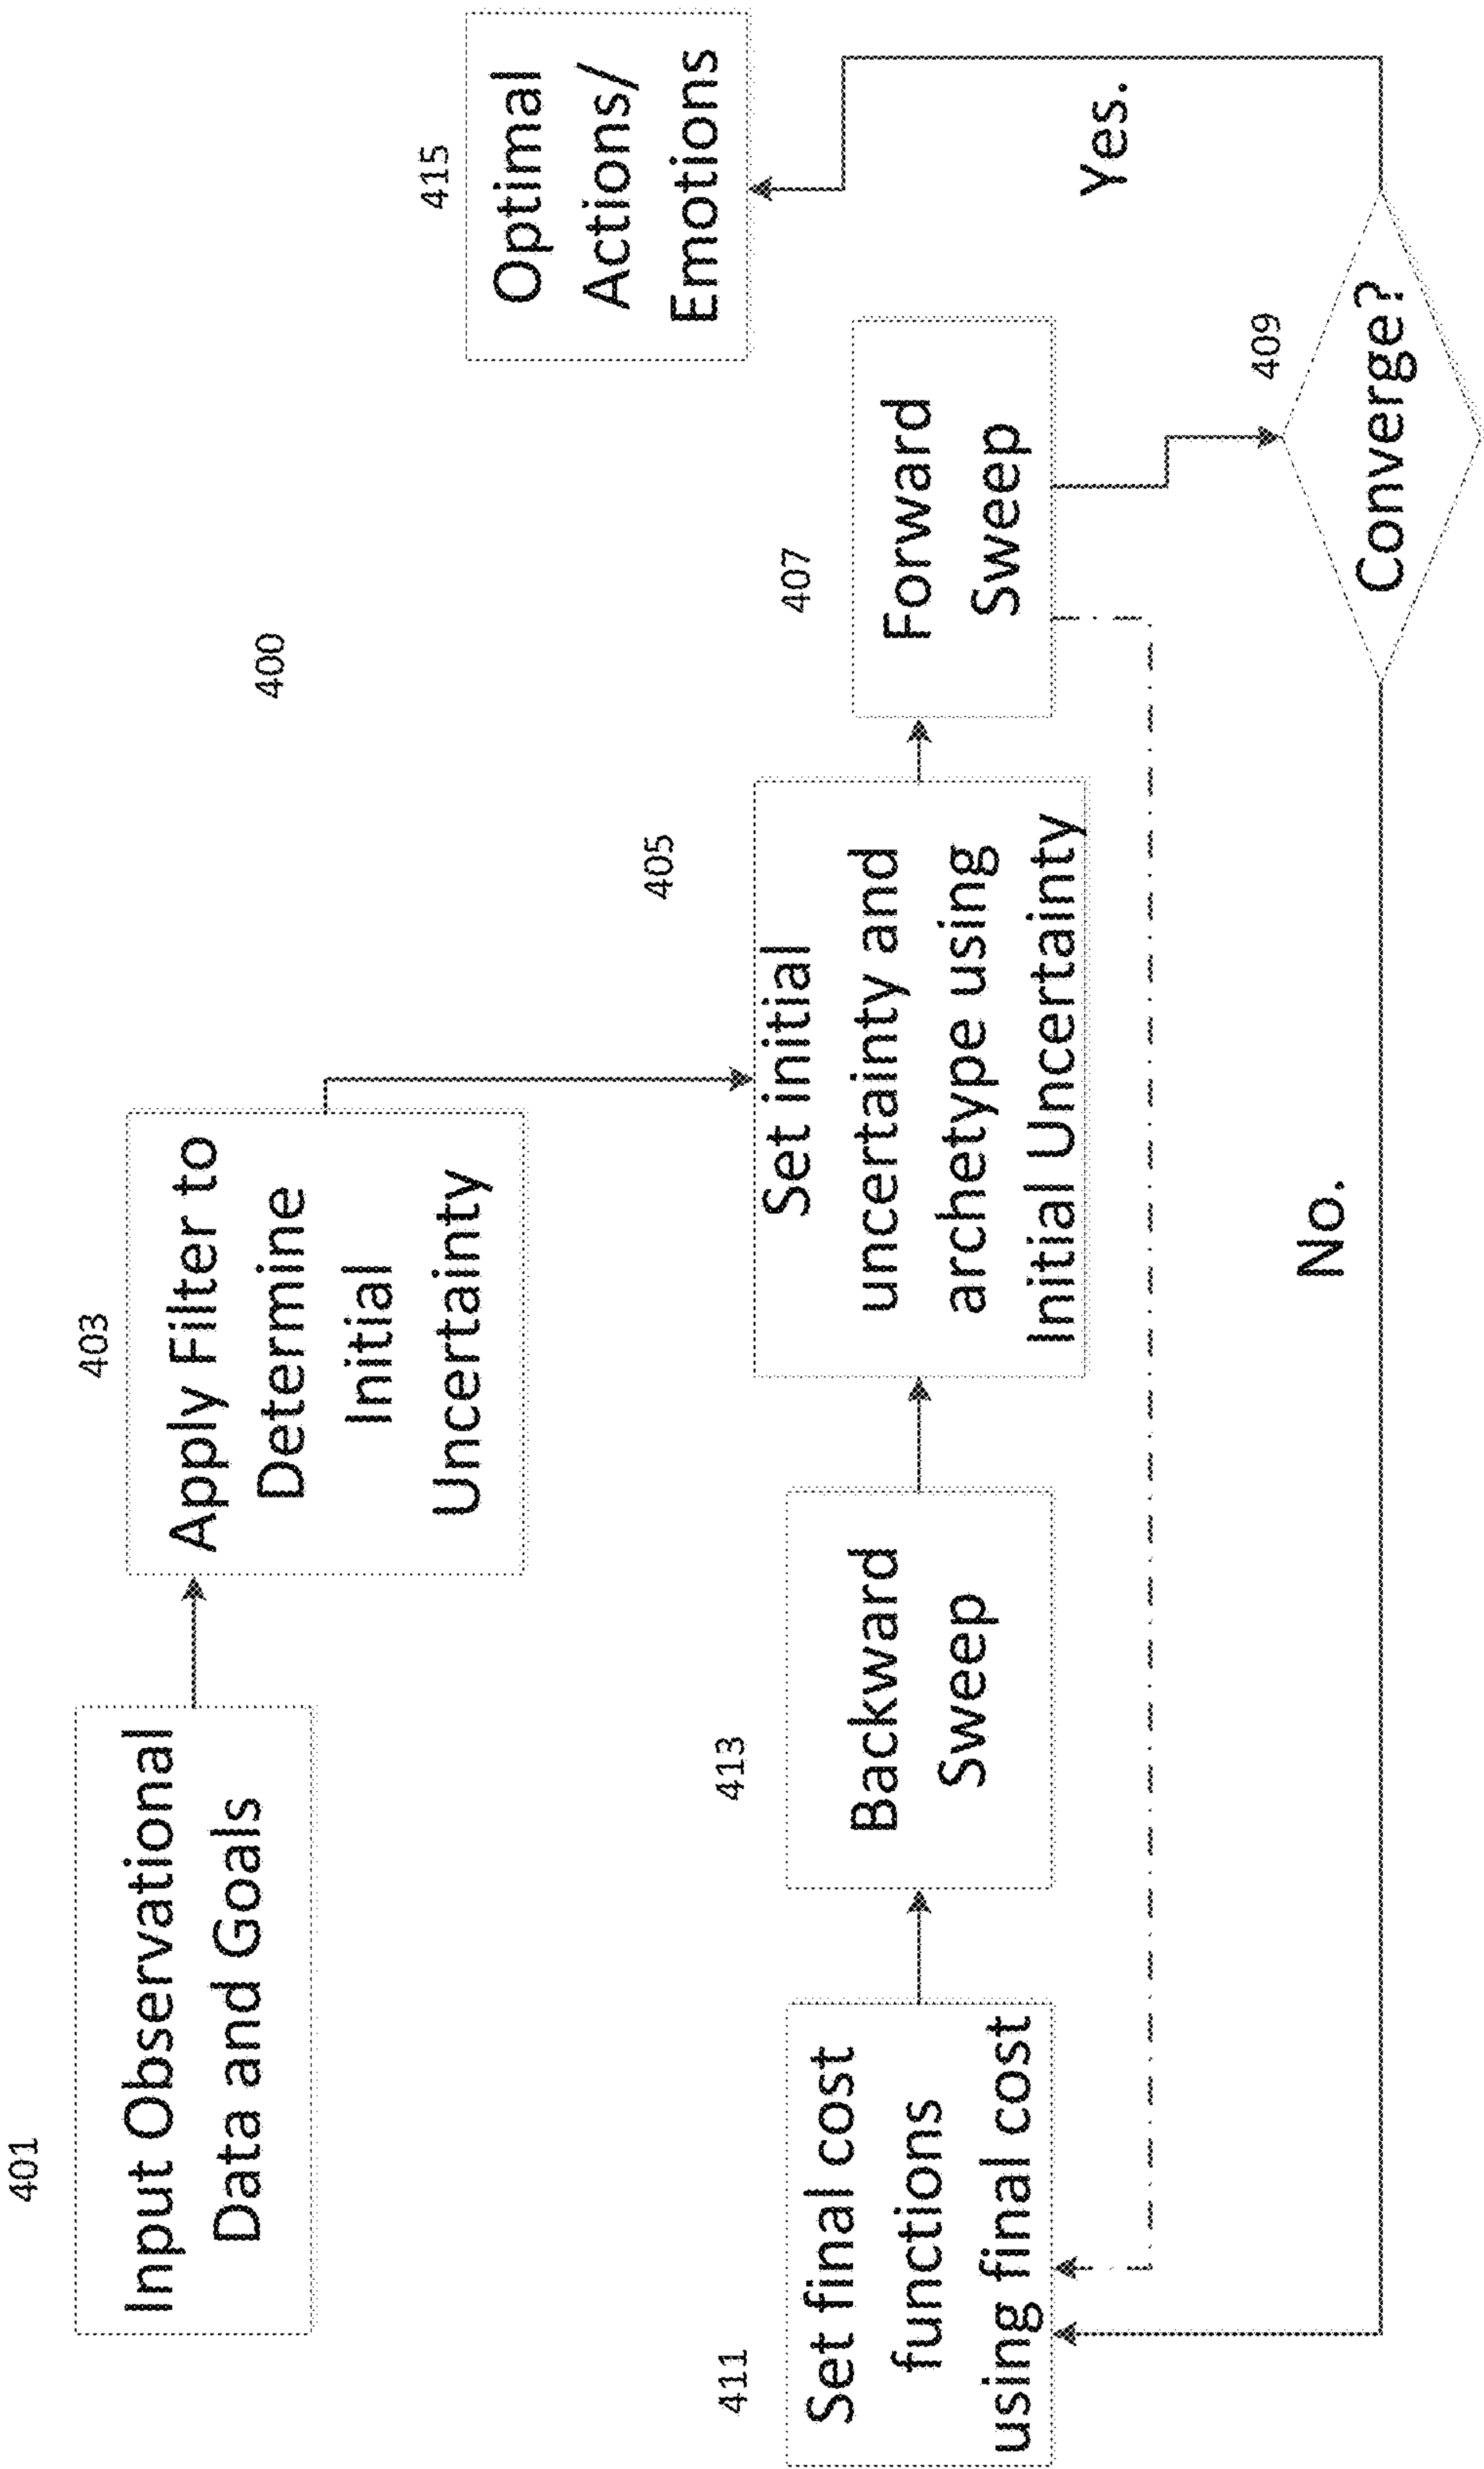 400
401
Input Observational
Data and Goals
403
Apply Filter to
Determine
Initial
Uncertainty
415
Optimal
Actions/
Emotions
411
Set final cost
functions
using final cost
413
Backward
Sweep
405
Set initial
uncertainty and
archetype using
Initial Uncertainty
407
Forward
Sweep
409
Converge?
Yes.
No.